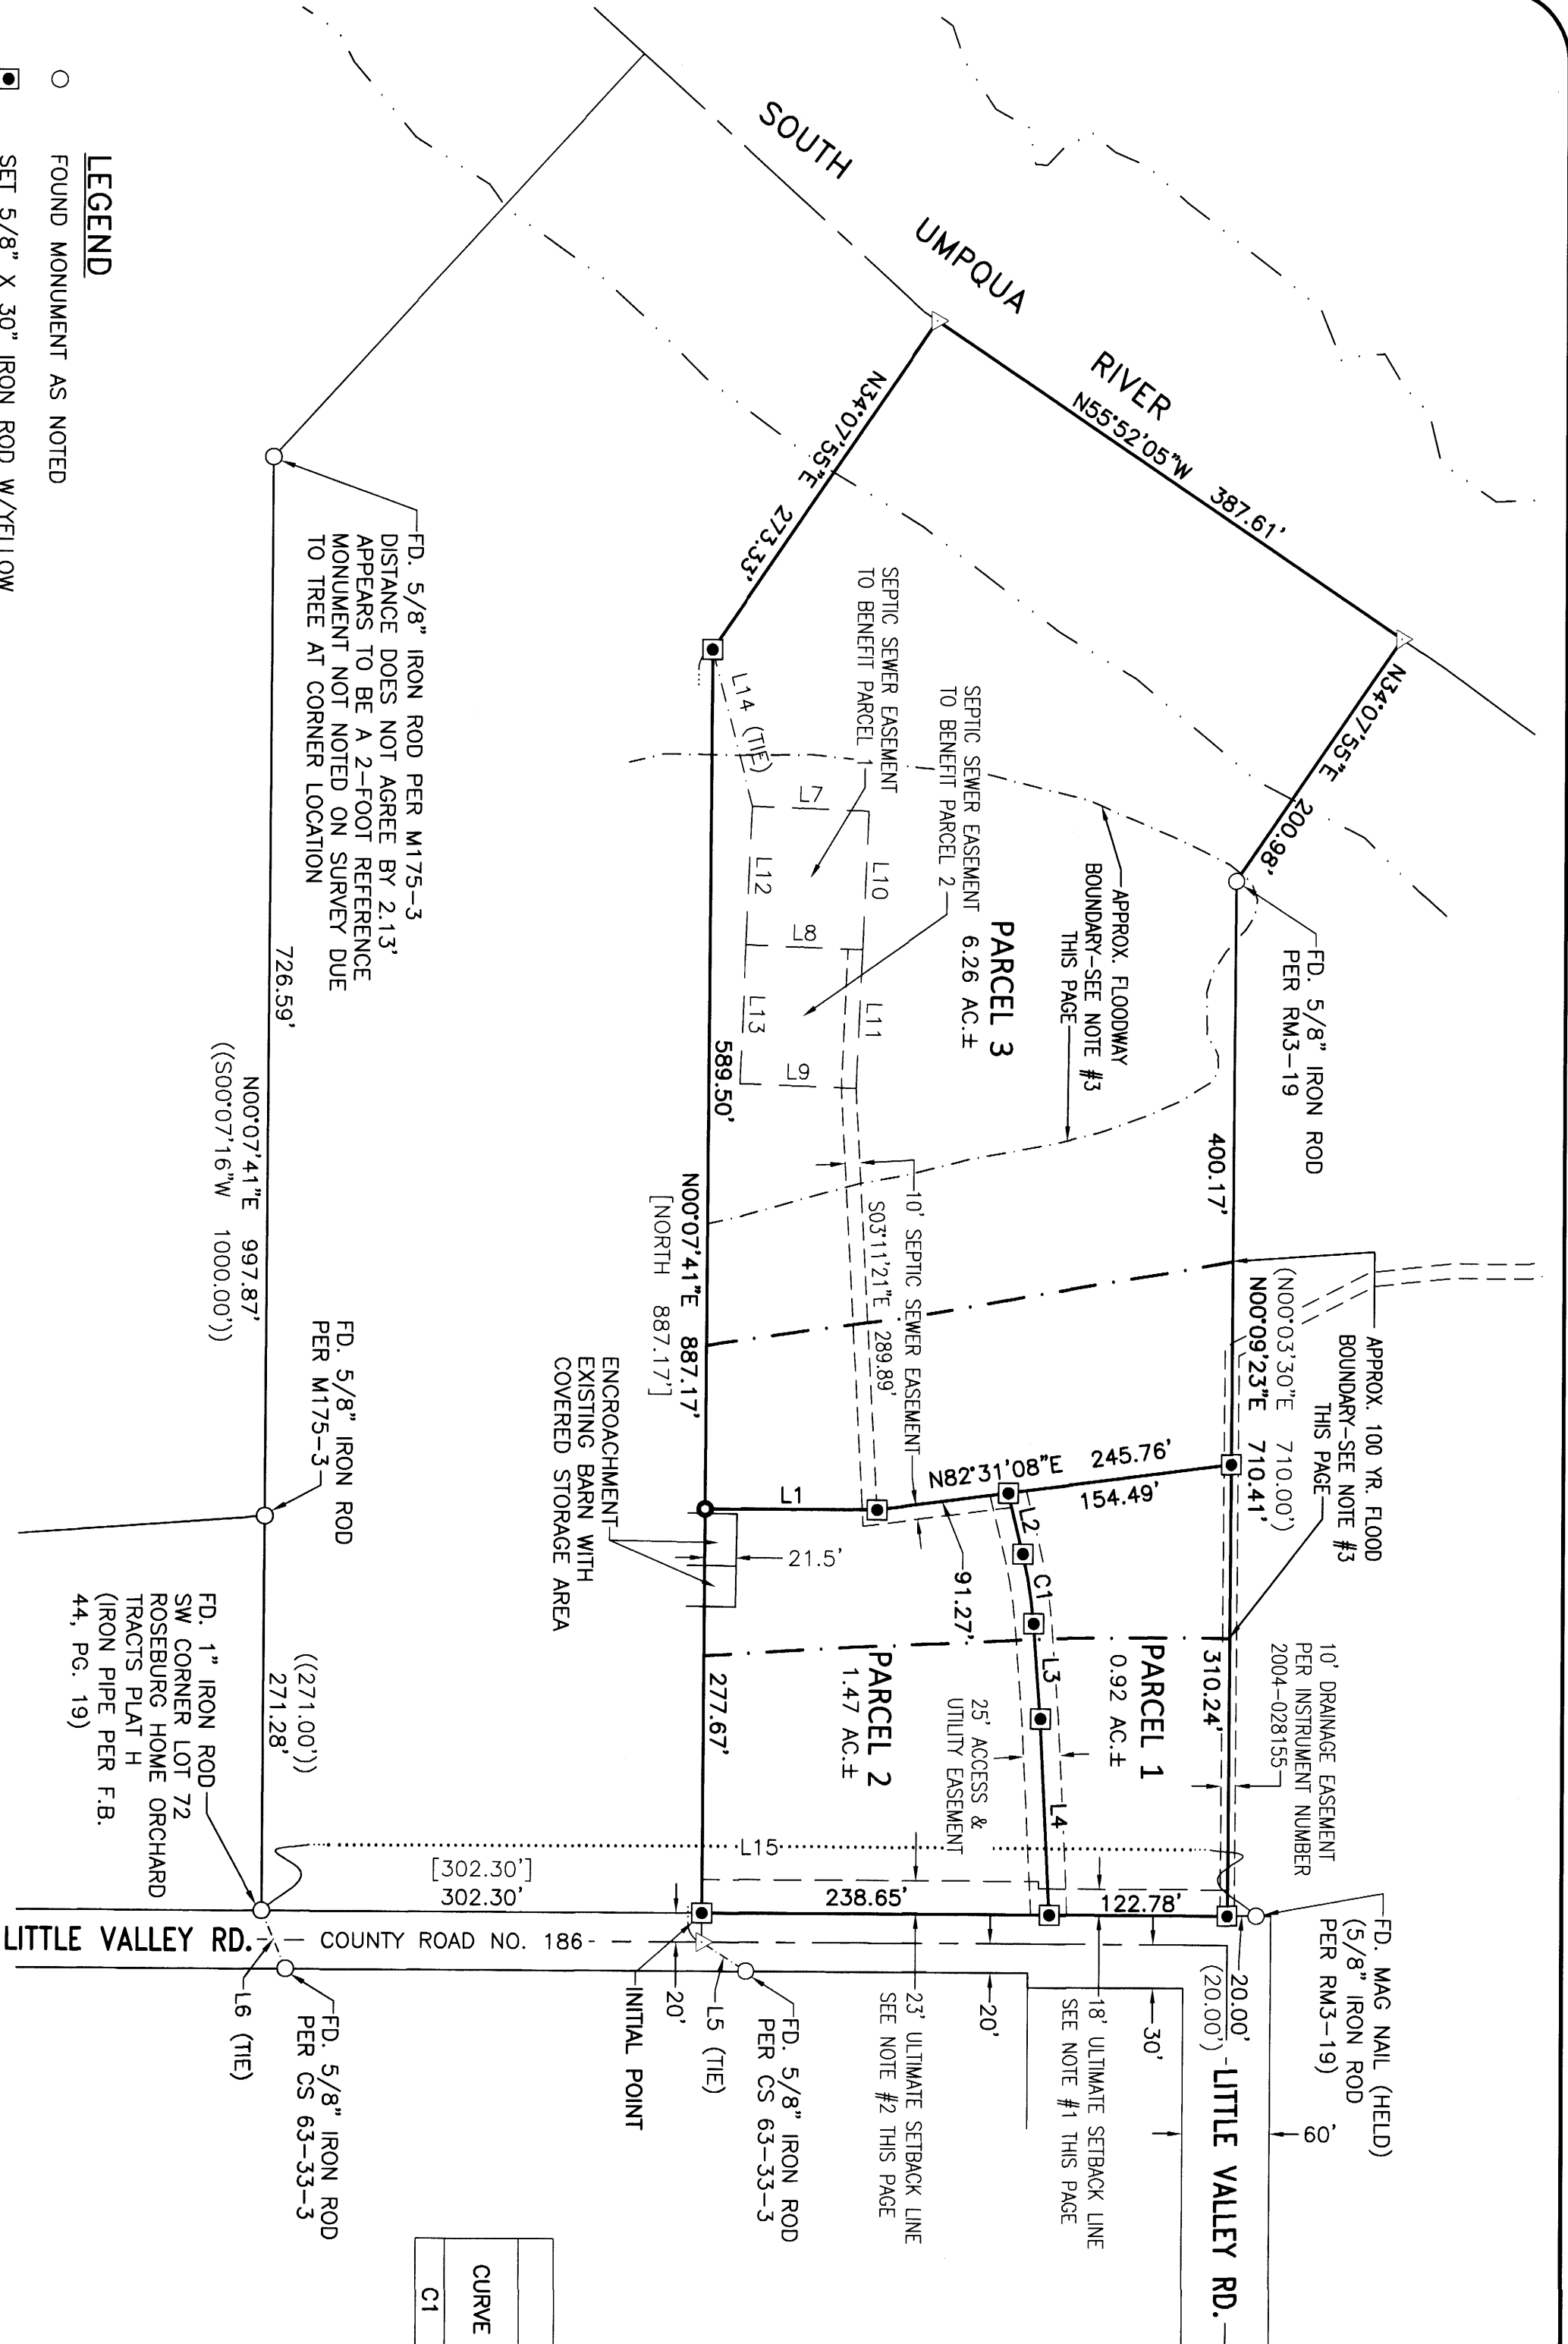 SOUTH
UMPQUA
RIVER
N55°52'05"W 387.61'
N34°07'55"E 273.33'
N34°07'55"E 200.98'
FD. 5/8" IRON ROD
PER RM3-19
APPROX. FLOODWAY
BOUNDARY-SEE NOTE #3
THIS PAGE
400.17'
APPROX. 100 YR. FLOOD
BOUNDARY-SEE NOTE #3
THIS PAGE
(N00°03'30"E 710.00')
N00°09'23"E 710.41'
10' DRAINAGE EASEMENT
PER INSTRUMENT NUMBER
2004-028155
310.24'
FD. MAG NAIL (HELD)
(5/8" IRON ROD
PER RM3-19)
20.00'
(20.00')
LITTLE VALLEY RD.
60'
30'
PARCEL 3
6.26 AC.±
SEPTIC SEWER EASEMENT
TO BENEFIT PARCEL 2
SEPTIC SEWER EASEMENT
TO BENEFIT PARCEL 1
L14 (TIE)
L7
L10
L12
L8
L11
L13
L9
10' SEPTIC SEWER EASEMENT
S03°11'21"E 289.89'
N82°31'08"E 245.76'
154.49'
91.27'
L1
L2
C1
L3
L4
PARCEL 1
0.92 AC.±
PARCEL 2
1.47 AC.±
25' ACCESS &
UTILITY EASEMENT
18' ULTIMATE SETBACK LINE
SEE NOTE #1 THIS PAGE
23' ULTIMATE SETBACK LINE
SEE NOTE #2 THIS PAGE
20'
122.78'
238.65'
L15
589.50'
N00°07'41"E 887.17'
[NORTH 887.17']
21.5'
ENCROACHMENT
EXISTING BARN WITH
COVERED STORAGE AREA
277.67'
20'
L5 (TIE)
INITIAL POINT
FD. 5/8" IRON ROD
PER CS 63-33-3
[302.30']
302.30'
COUNTY ROAD NO. 186
LITTLE VALLEY RD.
L6 (TIE)
FD. 5/8" IRON ROD
PER CS 63-33-3
FD. 5/8" IRON ROD PER M175-3
DISTANCE DOES NOT AGREE BY 2.13'
APPEARS TO BE A 2-FOOT REFERENCE
MONUMENT NOT NOTED ON SURVEY DUE
TO TREE AT CORNER LOCATION
726.59'
N00°07'41"E 997.87'
((S00°07'16"W 1000.00'))
FD. 5/8" IRON ROD
PER M175-3
((271.00'))
271.28'
FD. 1" IRON ROD
SW CORNER LOT 72
ROSEBURG HOME ORCHARD
TRACTS PLAT H
(IRON PIPE PER F.B.
44, PG. 19)
CURVE
C1
LEGEND
FOUND MONUMENT AS NOTED
SET 5/8" X 30" IRON ROD W/YELLOW